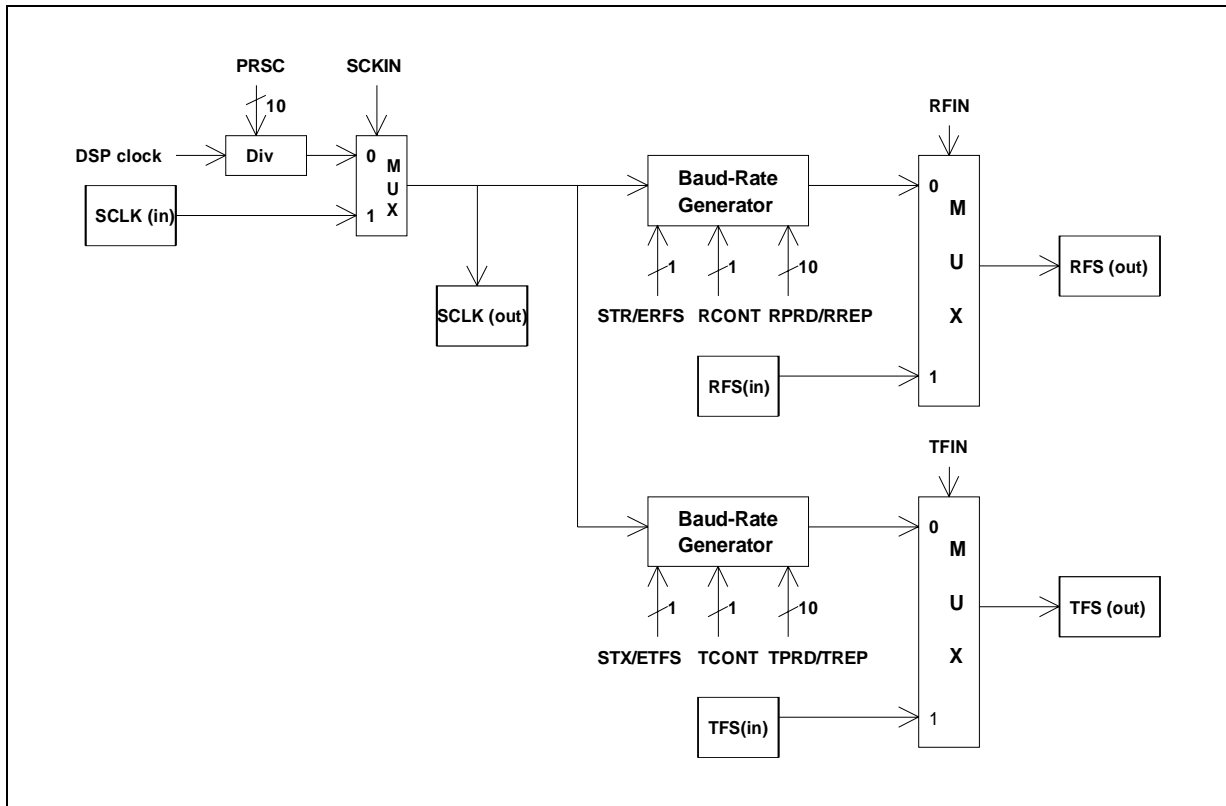 PRSC
SCKIN
10
RFIN
DSP clock
Div
0
M
U
X
1
SCLK (in)
SCLK (out)
Baud-Rate
Generator
1
1
10
STR/ERFS
RCONT
RPRD/RREP
0
M
U
X
1
RFS (out)
RFS(in)
TFIN
Baud-Rate
Generator
1
1
10
STX/ETFS
TCONT
TPRD/TREP
0
M
U
X
1
TFS (out)
TFS(in)